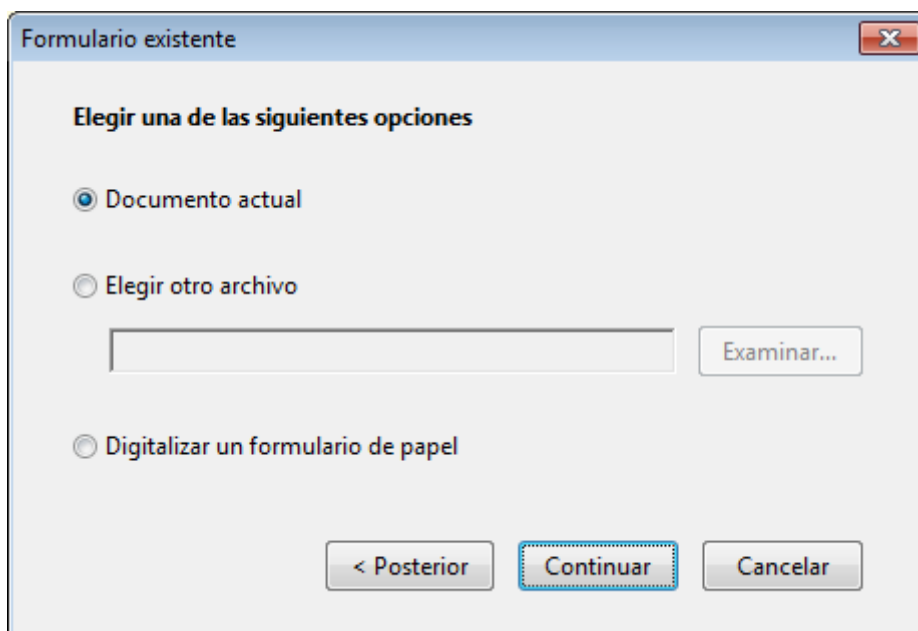 Formulario existente
Elegir una de las siguientes opciones
Documento actual
Elegir otro archivo
Examinar...
Digitalizar un formulario de papel
< Posterior
Continuar
Cancelar